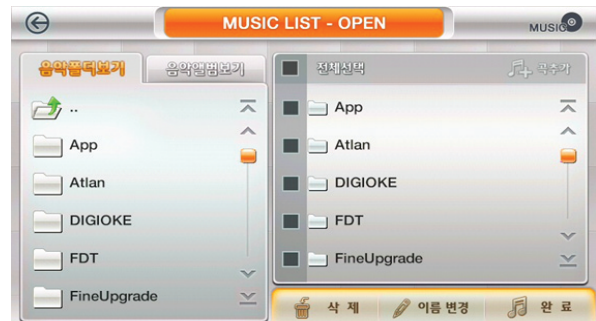 MUSIC LIST - OPEN
MUSIC
음악폴더보기
음악앨범보기
..
App
Atlan
DIGIOKE
FDT
FineUpgrade
전체선택
곡추가
App
Atlan
DIGIOKE
FDT
FineUpgrade
삭 제
이름 변경
완 료